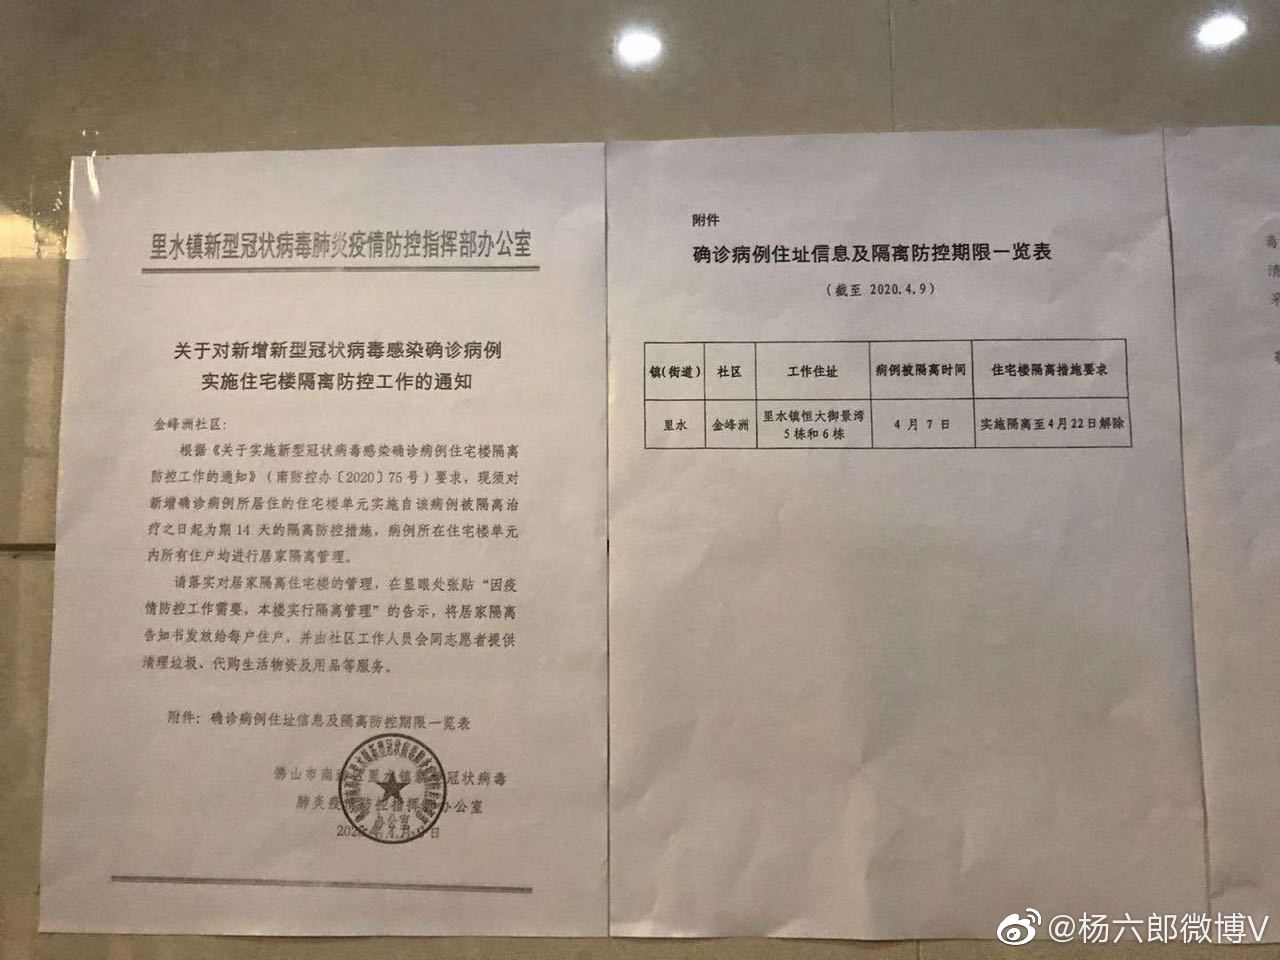 里水镇新型冠状病毒肺炎疫情防控指挥部办公室
关于对新增新型冠状病毒感染确诊病例
实施住宅楼隔离防控工作的通知
金峰洲社区：
根据《关于实施新型冠状病毒感染确诊病例住宅楼隔离
防控工作的通知》（南防控办〔2020〕75号）要求，现须对
新增确诊病例所居住的住宅楼单元实施自该病例被隔离治
疗之日起为期14天的隔离防控措施，病例所在住宅楼单元
内所有住户均进行居家隔离管理。
请落实对居家隔离住宅楼的管理，在显眼处张贴“因疫
情防控工作需要，本楼实行隔离管理”的告示，将居家隔离
告知书发放给每户住户，并由社区工作人员会同志愿者提供
清理垃圾、代购生活物资及用品等服务。
附件：确诊病例住址信息及隔离防控期限一览表
佛山市南 里水镇新 冠状病毒
肺炎疫 防控指挥 办公室
办公室
附件
确诊病例住址信息及隔离防控期限一览表
（截至 2020.4.9）
镇(街道) 社区 工作住址 病例被隔离时间 住宅楼隔离措施要求
里水 金峰洲 里水镇恒大御景湾 4月7日 实施隔离至4月22日解除
5栋和6栋
毒
清
@杨六郎微博V